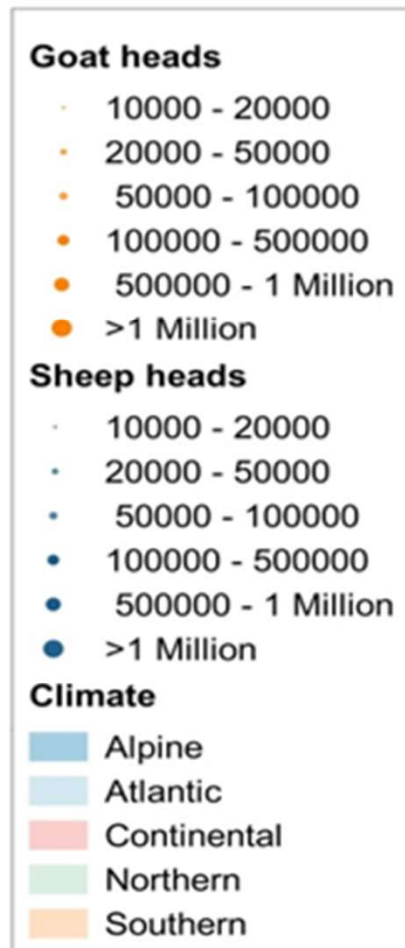 Goat heads
10000 - 20000
20000 - 50000
50000 - 100000
100000 - 500000
500000 - 1 Million
>1 Million
Sheep heads
10000 - 20000
20000 - 50000
50000 - 100000
100000 - 500000
500000 - 1 Million
>1 Million
Climate
Alpine
Atlantic
Continental
Northern
Southern